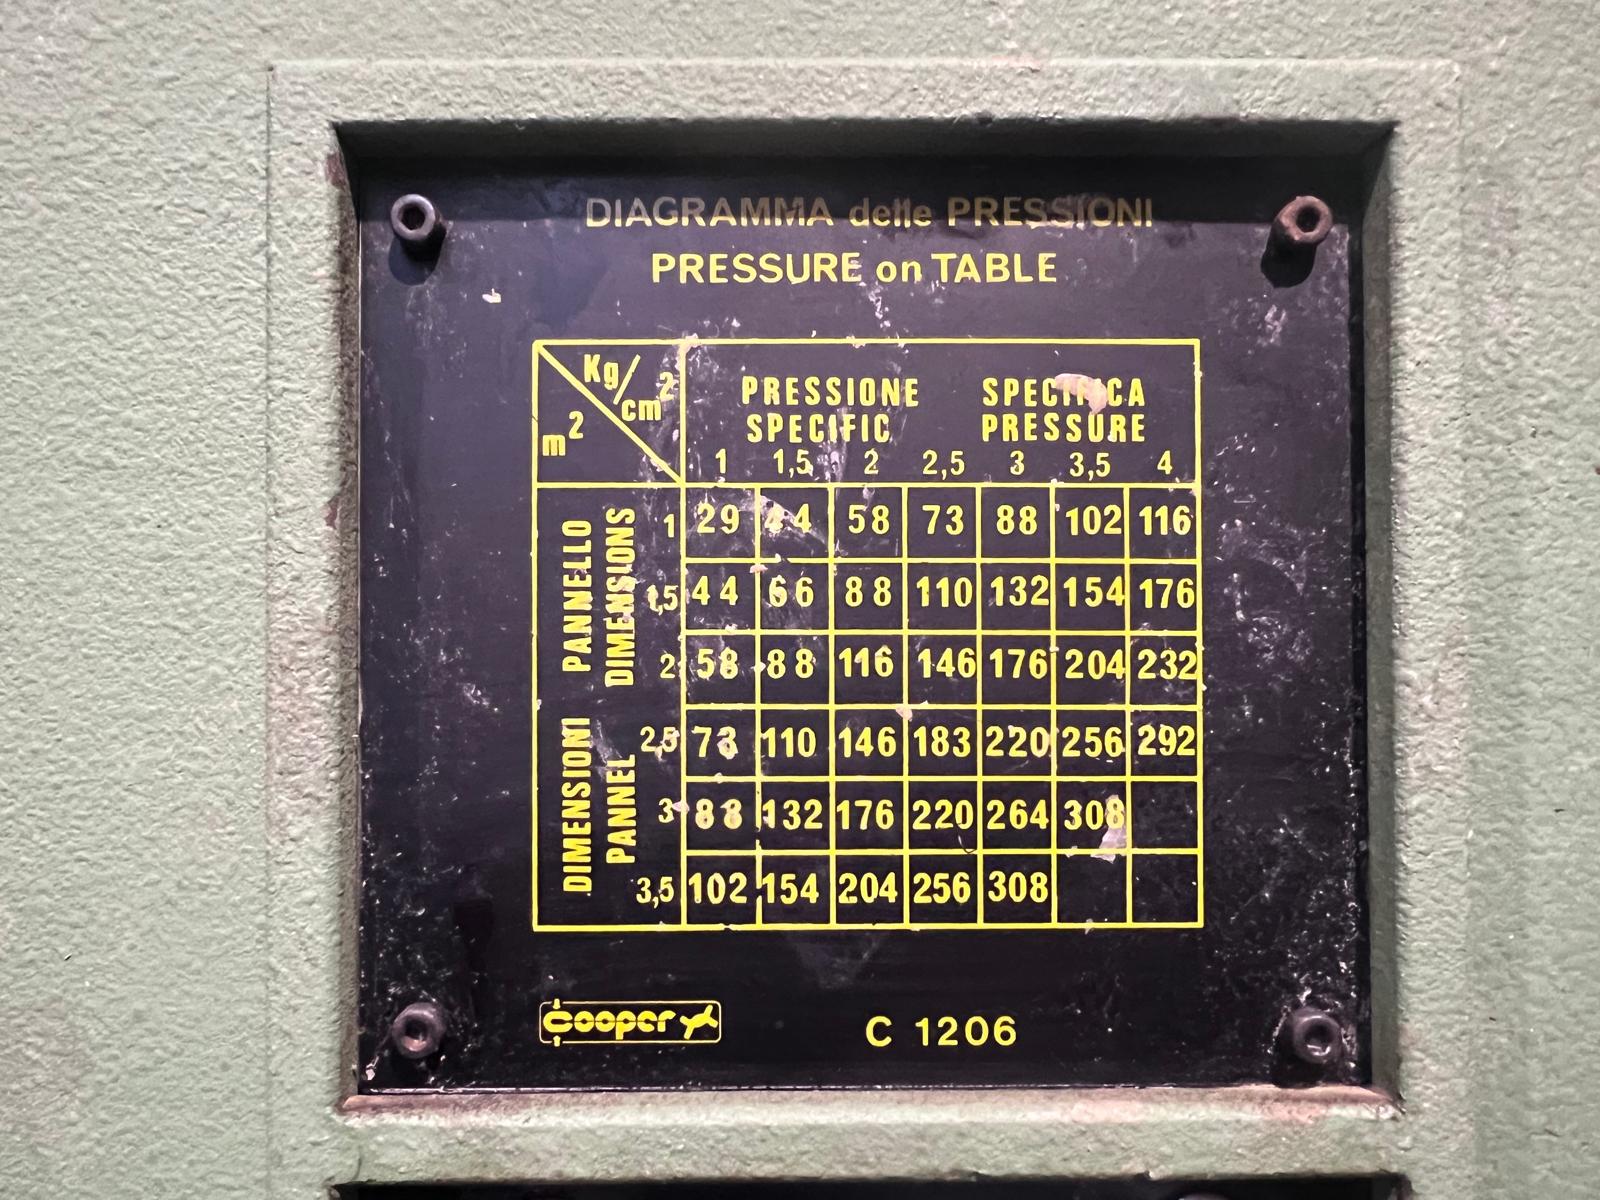 DIAGRAMMA delle PRESSIONI
PRESSURE on TABLE
Kg/cm²
m²
PRESSIONE SPECIFICA
SPECIFIC PRESSURE
1 1,5 2 2,5 3 3,5 4
DIMENSIONI PANNELLO
PANNEL DIMENSIONS
1 29 44 58 73 88 102 116
1,5 44 66 88 110 132 154 176
2 58 88 116 146 176 204 232
2,5 73 110 146 183 220 256 292
3 88 132 176 220 264 308
3,5 102 154 204 256 308
cooper
C 1206